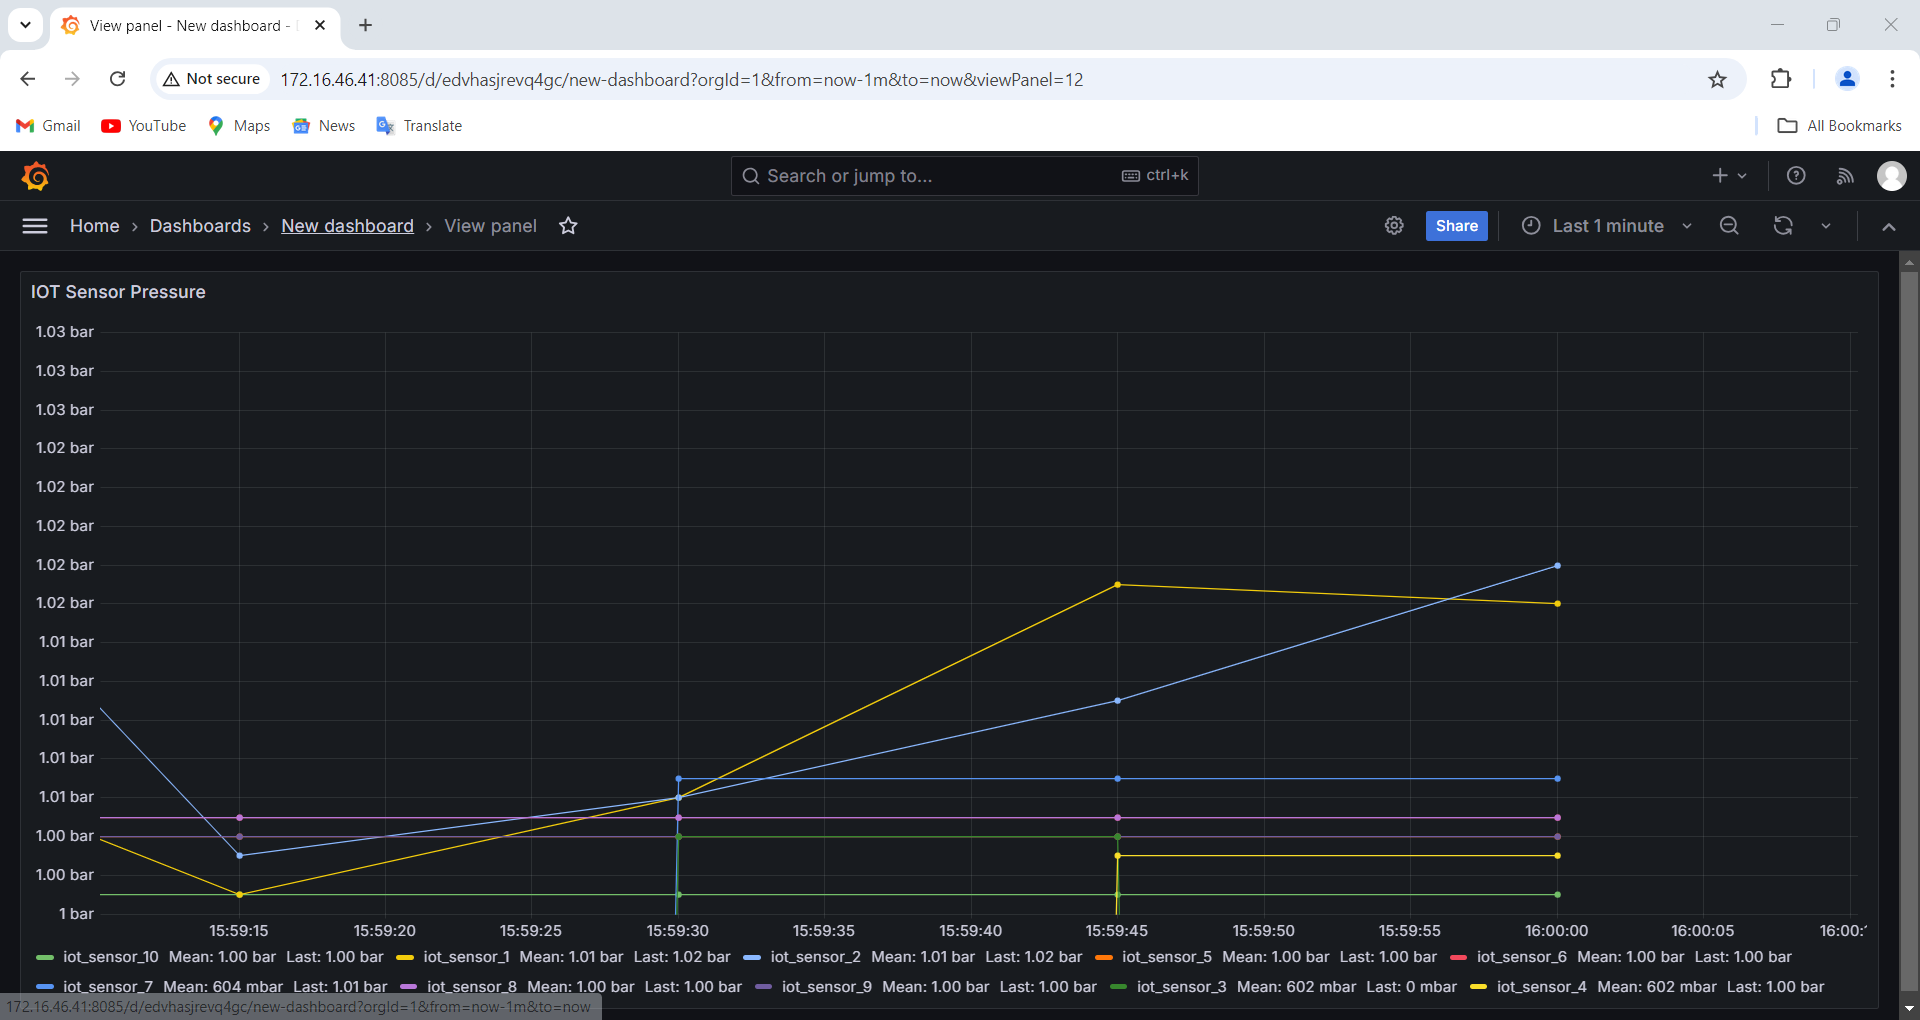 View panel - New dashboard -
Not secure 172.16.46.41:8085/d/edvhasjrevq4gc/new-dashboard?orgId=1&from=now-1m&to=now&viewPanel=12
Gmail YouTube Maps News Translate All Bookmarks
Search or jump to... ctrl+k
Home › Dashboards › New dashboard › View panel Share Last 1 minute
IOT Sensor Pressure
1.03 bar
1.03 bar
1.03 bar
1.02 bar
1.02 bar
1.02 bar
1.02 bar
1.02 bar
1.01 bar
1.01 bar
1.01 bar
1.01 bar
1.01 bar
1.00 bar
1.00 bar
1 bar
15:59:15 15:59:20 15:59:25 15:59:30 15:59:35 15:59:40 15:59:45 15:59:50 15:59:55 16:00:00 16:00:05 16:00:
iot_sensor_10 Mean: 1.00 bar Last: 1.00 bar iot_sensor_1 Mean: 1.01 bar Last: 1.02 bar iot_sensor_2 Mean: 1.01 bar Last: 1.02 bar iot_sensor_5 Mean: 1.00 bar Last: 1.00 bar iot_sensor_6 Mean: 1.00 bar Last: 1.00 bar
iot_sensor_7 Mean: 604 mbar Last: 1.01 bar iot_sensor_8 Mean: 1.00 bar Last: 1.00 bar iot_sensor_9 Mean: 1.00 bar Last: 1.00 bar iot_sensor_3 Mean: 602 mbar Last: 0 mbar iot_sensor_4 Mean: 602 mbar Last: 1.00 bar
172.16.46.41:8085/d/edvhasjrevq4gc/new-dashboard?orgId=1&from=now-1m&to=now